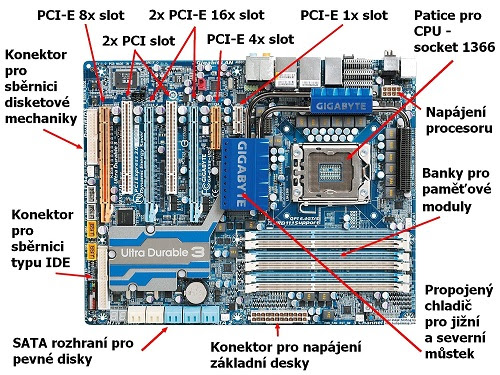 PCI-E 8x slot
2x PCI-E 16x slot
PCI-E 1x slot
2x PCI slot
PCI-E 4x slot
Patice pro
CPU -
socket 1366
Konektor
pro
sběrnici
disketové
mechaniky
Napájení
procesoru
GIGABYTE
GIGABYTE
GIGABYTE
Banky pro
paměťové
moduly
Konektor
pro
sběrnici
typu IDE
Ultra Durable 3
Propojený
chladič
pro jižní
a severní
můstek
SATA rozhraní pro
pevné disky
Konektor pro napájení
základní desky